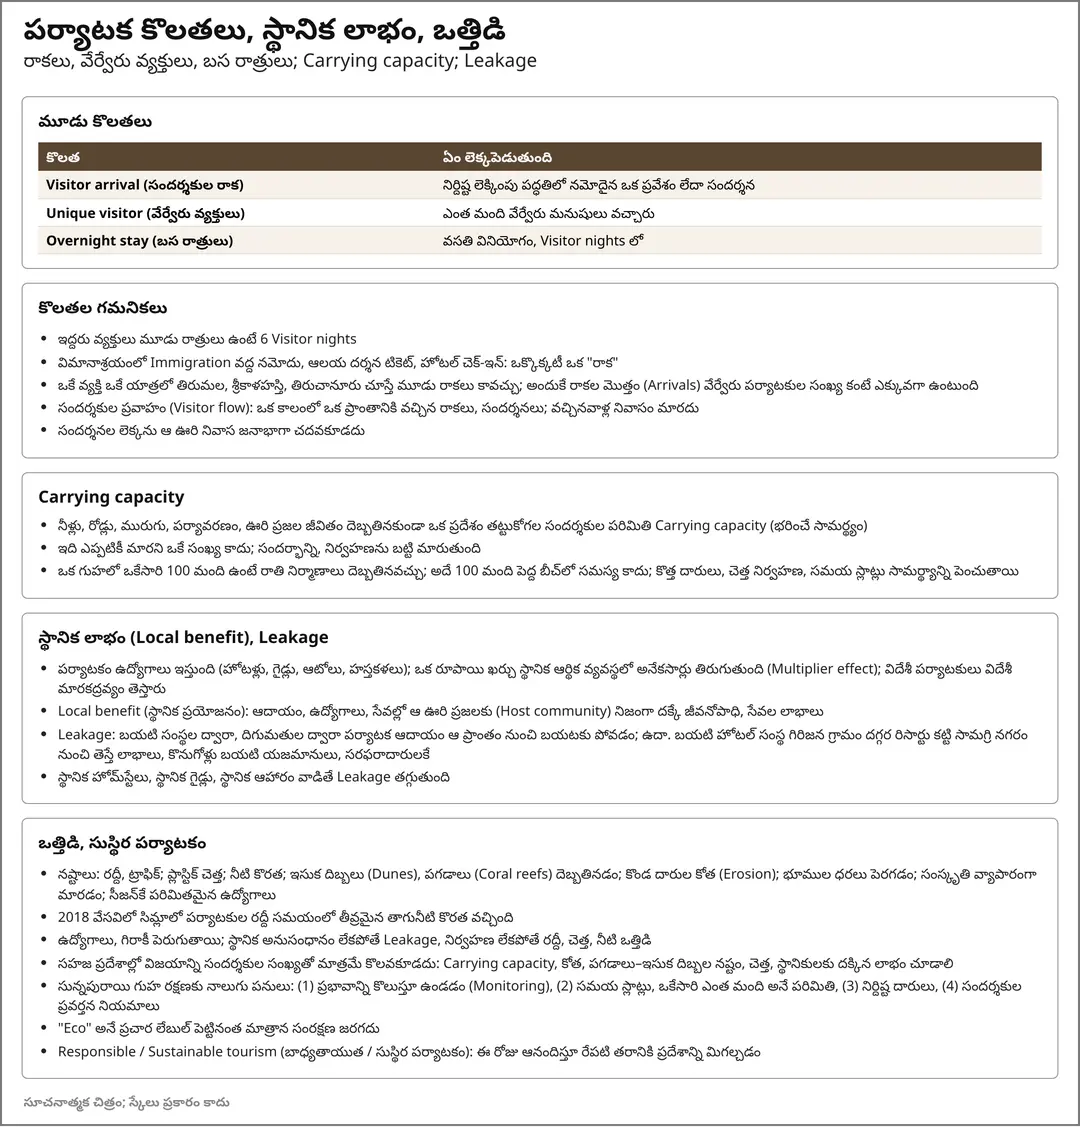 పర్యాటక కొలతలు, స్థానిక లాభం, ఒత్తిడి
రాకలు, వేర్వేరు వ్యక్తులు, బస రాత్రులు; Carrying capacity; Leakage
మూడు కొలతలు
కొలత ఏం లెక్కపెడుతుంది
Visitor arrival (సందర్శకుల రాక) నిర్దిష్ట లెక్కింపు పద్ధతిలో నమోదైన ఒక ప్రవేశం లేదా సందర్శన
Unique visitor (వేర్వేరు వ్యక్తులు) ఎంత మంది వేర్వేరు మనుషులు వచ్చారు
Overnight stay (బస రాత్రులు) వసతి వినియోగం, Visitor nights లో
కొలతల గమనికలు
• ఇద్దరు వ్యక్తులు మూడు రాత్రులు ఉంటే 6 Visitor nights
• విమానాశ్రయంలో Immigration వద్ద నమోదు, ఆలయ దర్శన టికెట్, హోటల్ చెక్-ఇన్: ఒక్కొక్కటీ ఒక "రాక"
• ఒకే వ్యక్తి ఒకే యాత్రలో తిరుమల, శ్రీకాళహస్తి, తిరుచానూరు చూస్తే మూడు రాకలు కావచ్చు; అందుకే రాకల మొత్తం (Arrivals) వేర్వేరు పర్యాటకుల సంఖ్య కంటే ఎక్కువగా ఉంటుంది
• సందర్శకుల ప్రవాహం (Visitor flow): ఒక కాలంలో ఒక ప్రాంతానికి వచ్చిన రాకలు, సందర్శనలు; వచ్చినవాళ్ల నివాసం మారదు
• సందర్శనల లెక్కను ఆ ఊరి నివాస జనాభాగా చదవకూడదు
Carrying capacity
• నీళ్లు, రోడ్లు, మురుగు, పర్యావరణం, ఊరి ప్రజల జీవితం దెబ్బతినకుండా ఒక ప్రదేశం తట్టుకోగల సందర్శకుల పరిమితి Carrying capacity (భరించే సామర్థ్యం)
• ఇది ఎప్పటికీ మారని ఒకే సంఖ్య కాదు; సందర్భాన్ని, నిర్వహణను బట్టి మారుతుంది
• ఒక గుహలో ఒకేసారి 100 మంది ఉంటే రాతి నిర్మాణాలు దెబ్బతినవచ్చు; అదే 100 మంది పెద్ద బీచ్‌లో సమస్య కాదు; కొత్త దారులు, చెత్త నిర్వహణ, సమయ స్లాట్లు సామర్థ్యాన్ని పెంచుతాయి
స్థానిక లాభం (Local benefit), Leakage
• పర్యాటకం ఉద్యోగాలు ఇస్తుంది (హోటళ్లు, గైడ్లు, ఆటోలు, హస్తకళలు); ఒక రూపాయి ఖర్చు స్థానిక ఆర్థిక వ్యవస్థలో అనేకసార్లు తిరుగుతుంది (Multiplier effect); విదేశీ పర్యాటకులు విదేశీ
మారకద్రవ్యం తెస్తారు
• Local benefit (స్థానిక ప్రయోజనం): ఆదాయం, ఉద్యోగాలు, సేవల్లో ఆ ఊరి ప్రజలకు (Host community) నిజంగా దక్కే జీవనోపాధి, సేవల లాభాలు
• Leakage: బయటి సంస్థల ద్వారా, దిగుమతుల ద్వారా పర్యాటక ఆదాయం ఆ ప్రాంతం నుంచి బయటకు పోవడం; ఉదా. బయటి హోటల్ సంస్థ గిరిజన గ్రామం దగ్గర రిసార్టు కట్టి సామగ్రి నగరం
నుంచి తెస్తే లాభాలు, కొనుగోళ్లు బయటి యజమానులు, సరఫరాదారులకే
• స్థానిక హోమ్‌స్టేలు, స్థానిక గైడ్లు, స్థానిక ఆహారం వాడితే Leakage తగ్గుతుంది
ఒత్తిడి, సుస్థిర పర్యాటకం
• నష్టాలు: రద్దీ, ట్రాఫిక్; ప్లాస్టిక్ చెత్త; నీటి కొరత; ఇసుక దిబ్బలు (Dunes), పగడాలు (Coral reefs) దెబ్బతినడం; కొండ దారుల కోత (Erosion); భూముల ధరలు పెరగడం; సంస్కృతి వ్యాపారంగా
మారడం; సీజన్‌కే పరిమితమైన ఉద్యోగాలు
• 2018 వేసవిలో సిమ్లాలో పర్యాటకుల రద్దీ సమయంలో తీవ్రమైన తాగునీటి కొరత వచ్చింది
• ఉద్యోగాలు, గిరాకీ పెరుగుతాయి; స్థానిక అనుసంధానం లేకపోతే Leakage, నిర్వహణ లేకపోతే రద్దీ, చెత్త, నీటి ఒత్తిడి
• సహజ ప్రదేశాల్లో విజయాన్ని సందర్శకుల సంఖ్యతో మాత్రమే కొలవకూడదు: Carrying capacity, కోత, పగడాలు–ఇసుక దిబ్బల నష్టం, చెత్త, స్థానికులకు దక్కిన లాభం చూడాలి
• సున్నపురాయి గుహ రక్షణకు నాలుగు పనులు: (1) ప్రభావాన్ని కొలుస్తూ ఉండడం (Monitoring), (2) సమయ స్లాట్లు, ఒకేసారి ఎంత మంది అనే పరిమితి, (3) నిర్దిష్ట దారులు, (4) సందర్శకుల
ప్రవర్తన నియమాలు
• "Eco" అనే ప్రచార లేబుల్ పెట్టినంత మాత్రాన సంరక్షణ జరగదు
• Responsible / Sustainable tourism (బాధ్యతాయుత / సుస్థిర పర్యాటకం): ఈ రోజు ఆనందిస్తూ రేపటి తరానికి ప్రదేశాన్ని మిగల్చడం
సూచనాత్మక చిత్రం; స్కేలు ప్రకారం కాదు